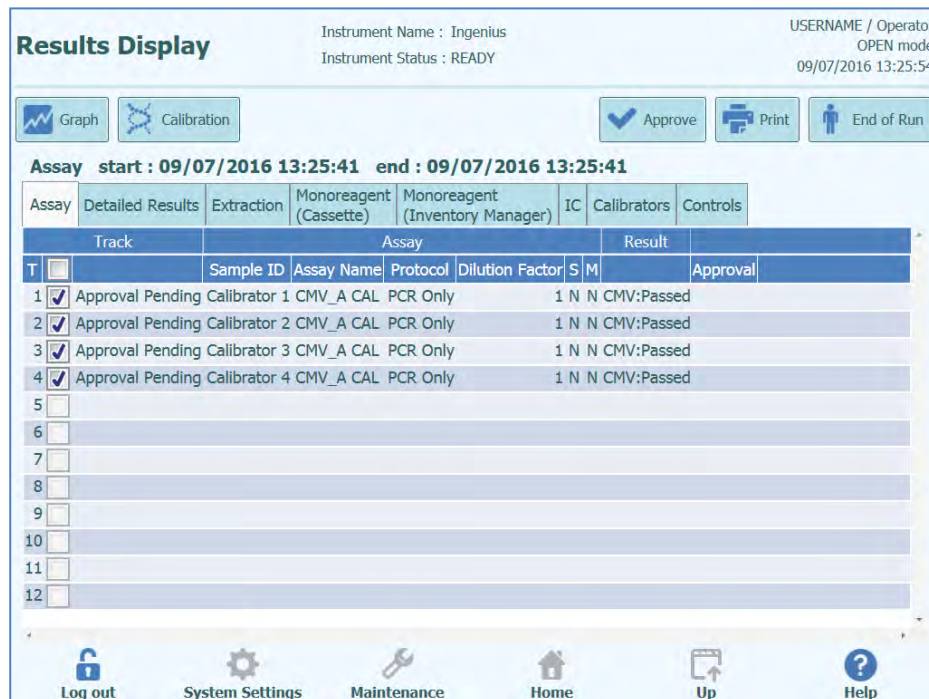 Results Display
Instrument Name : Ingenius
Instrument Status : READY
USERNAME / Operato
OPEN mode
09/07/2016 13:25:54
Graph
Calibration
Approve
Print
End of Run
Assay start : 09/07/2016 13:25:41 end : 09/07/2016 13:25:41
Assay
Detailed Results
Extraction
Monoreagent
(Cassette)
Monoreagent
(Inventory Manager)
IC
Calibrators
Controls
Track Assay Result
T Sample ID Assay Name Protocol Dilution Factor S M Approval
1 Approval Pending Calibrator 1 CMV_A CAL PCR Only 1 N N CMV:Passed
2 Approval Pending Calibrator 2 CMV_A CAL PCR Only 1 N N CMV:Passed
3 Approval Pending Calibrator 3 CMV_A CAL PCR Only 1 N N CMV:Passed
4 Approval Pending Calibrator 4 CMV_A CAL PCR Only 1 N N CMV:Passed
5
6
7
8
9
10
11
12
Log out
System Settings
Maintenance
Home
Up
Help